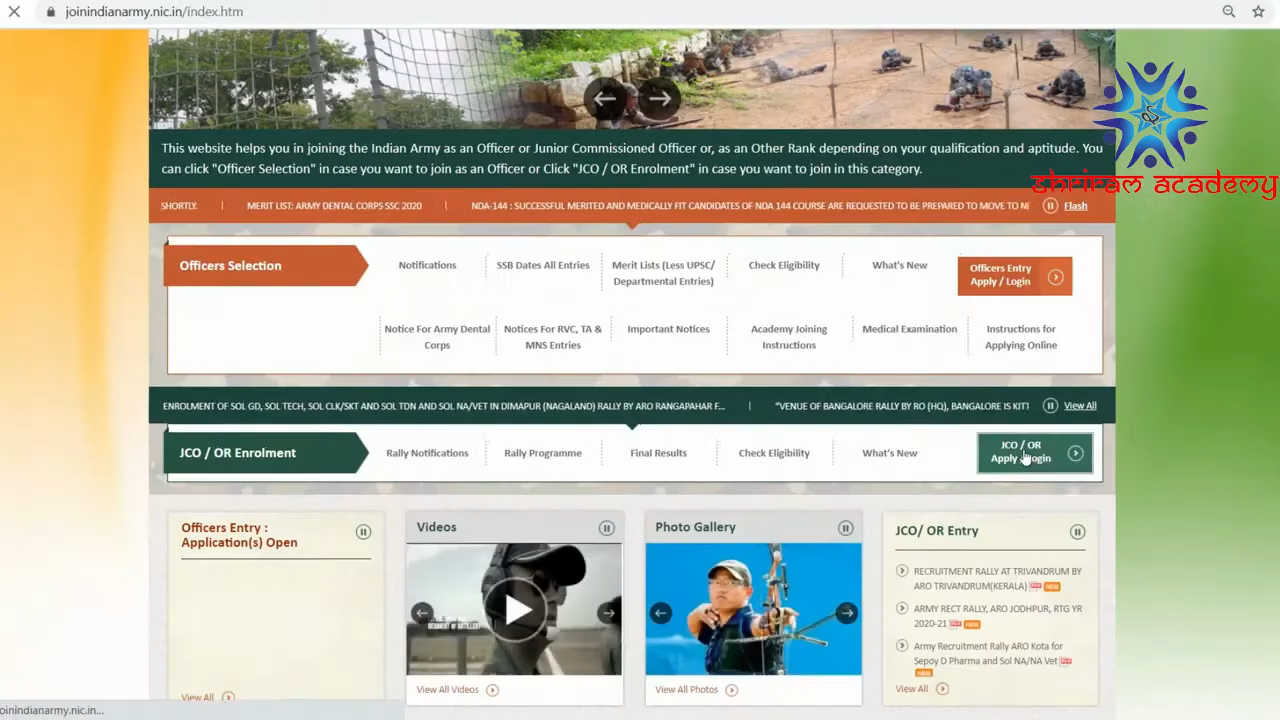 joinindianarmy.nic.in/index.htm
This website helps you in joining the Indian Army as an Officer or Junior Commissioned Officer or, as an Other Rank depending on your qualification and aptitude. You
can click "Officer Selection" in case you want to join as an Officer or Click "JCO / OR Enrolment" in case you want to join in this category.
SHRIRAM ACADEMY
SHORTLY. | MERIT LIST: ARMY DENTAL CORPS SSC 2020 | NDA-144 : SUCCESSFUL MERITED AND MEDICALLY FIT CANDIDATES OF NDA 144 COURSE ARE REQUESTED TO BE PREPARED TO MOVE TO
Flash
Officers Selection
Notifications
SSB Dates All Entries
Merit Lists (Less UPSC/
Departmental Entries)
Check Eligibility
What's New
Officers Entry
Apply / Login
Notice For Army Dental
Corps
Notices For RVC, TA &
MNS Entries
Important Notices
Academy Joining
Instructions
Medical Examination
Instructions for
Applying Online
ENROLMENT OF SOL GD, SOL TECH, SOL CLK/SKT AND SOL TDN AND SOL NA/VET IN DIMAPUR (NAGALAND) RALLY BY ARO RANGAPAHAR F... | "VENUE OF BANGALORE RALLY BY RO (HQ), BANGALORE IS
View All
JCO / OR Enrolment
Rally Notifications
Rally Programme
Final Results
Check Eligibility
What's New
JCO / OR
Apply / Login
Officers Entry :
Application(s) Open
View All
Videos
View All Videos
Photo Gallery
View All Photos
JCO/ OR Entry
RECRUITMENT RALLY AT TRIVANDRUM BY
ARO TRIVANDRUM(KERALA) NEW
ARMY RECT RALLY, ARO JODHPUR, RTG YR
2020-21 NEW
Army Recruitment Rally ARO Kota for
Sepoy D Pharma and Sol NA/NA Vet
NEW
View All
oinindianarmy.nic.in...